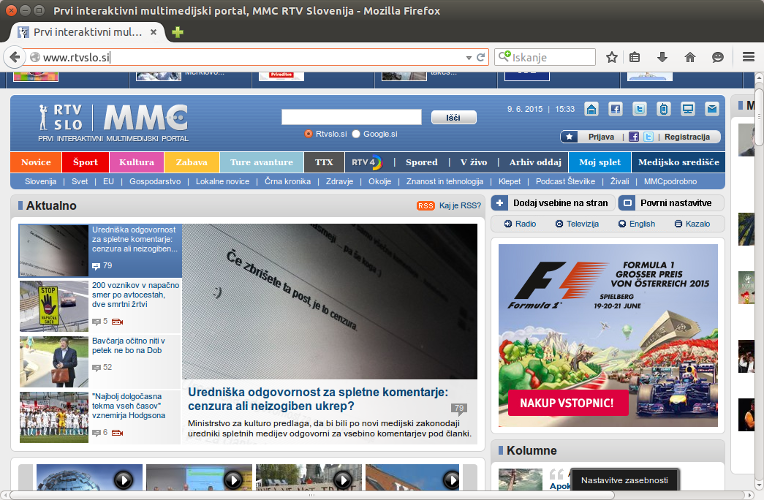 Prvi interaktivni multimedijski portal, MMC RTV Slovenija - Mozilla Firefox
Prvi interaktivni mul...
www.rtvslo.si
Iskanje
RTV SLO MMC
PRVI INTERAKTIVNI MULTIMEDIJSKI PORTAL
Išči
Rtvslo.si Google.si
9. 6. 2015 | 15:33
Prijava | Registracija
Novice Šport Kultura Zabava Ture avanture TTX RTV4 Spored V živo Arhiv oddaj Moj splet Medijsko središče
Slovenija | Svet | EU | Gospodarstvo | Lokalne novice | Črna kronika | Zdravje | Okolje | Znanost in tehnologija | Klepet | Podcast Številke | Živali | MMCpodrobno
Aktualno
RSS Kaj je RSS?
Uredniška odgovornost
za spletne komentarje:
cenzura ali neizogiben...
79
200 voznikov v napačno
smer po avtocestah,
dve smrtni žrtvi
5
Bavčarja očitno niti v
petek ne bo na Dob
52
"Najbolj dolgočasna
tekma vseh časov"
vznemirja Hodgsona
6
Če zbrišete ta post, je to cenzura.
:)
Uredniška odgovornost za spletne komentarje:
cenzura ali neizogiben ukrep?
79
Ministrstvo za kulturo predlaga, da bi bili po novi medijski zakonodaji
uredniki spletnih medijev odgovorni za vsebino komentarjev pod članki.
Dodaj vsebine na stran
Povrni nastavitve
Radio Televizija English Kazalo
Formula 1
FORMULA 1
GROSSER PREIS
VON ÖSTERREICH 2015
SPIELBERG
19-20-21 JUNE
NAKUP VSTOPNIC!
Kolumne
Nastavitve zasebnosti